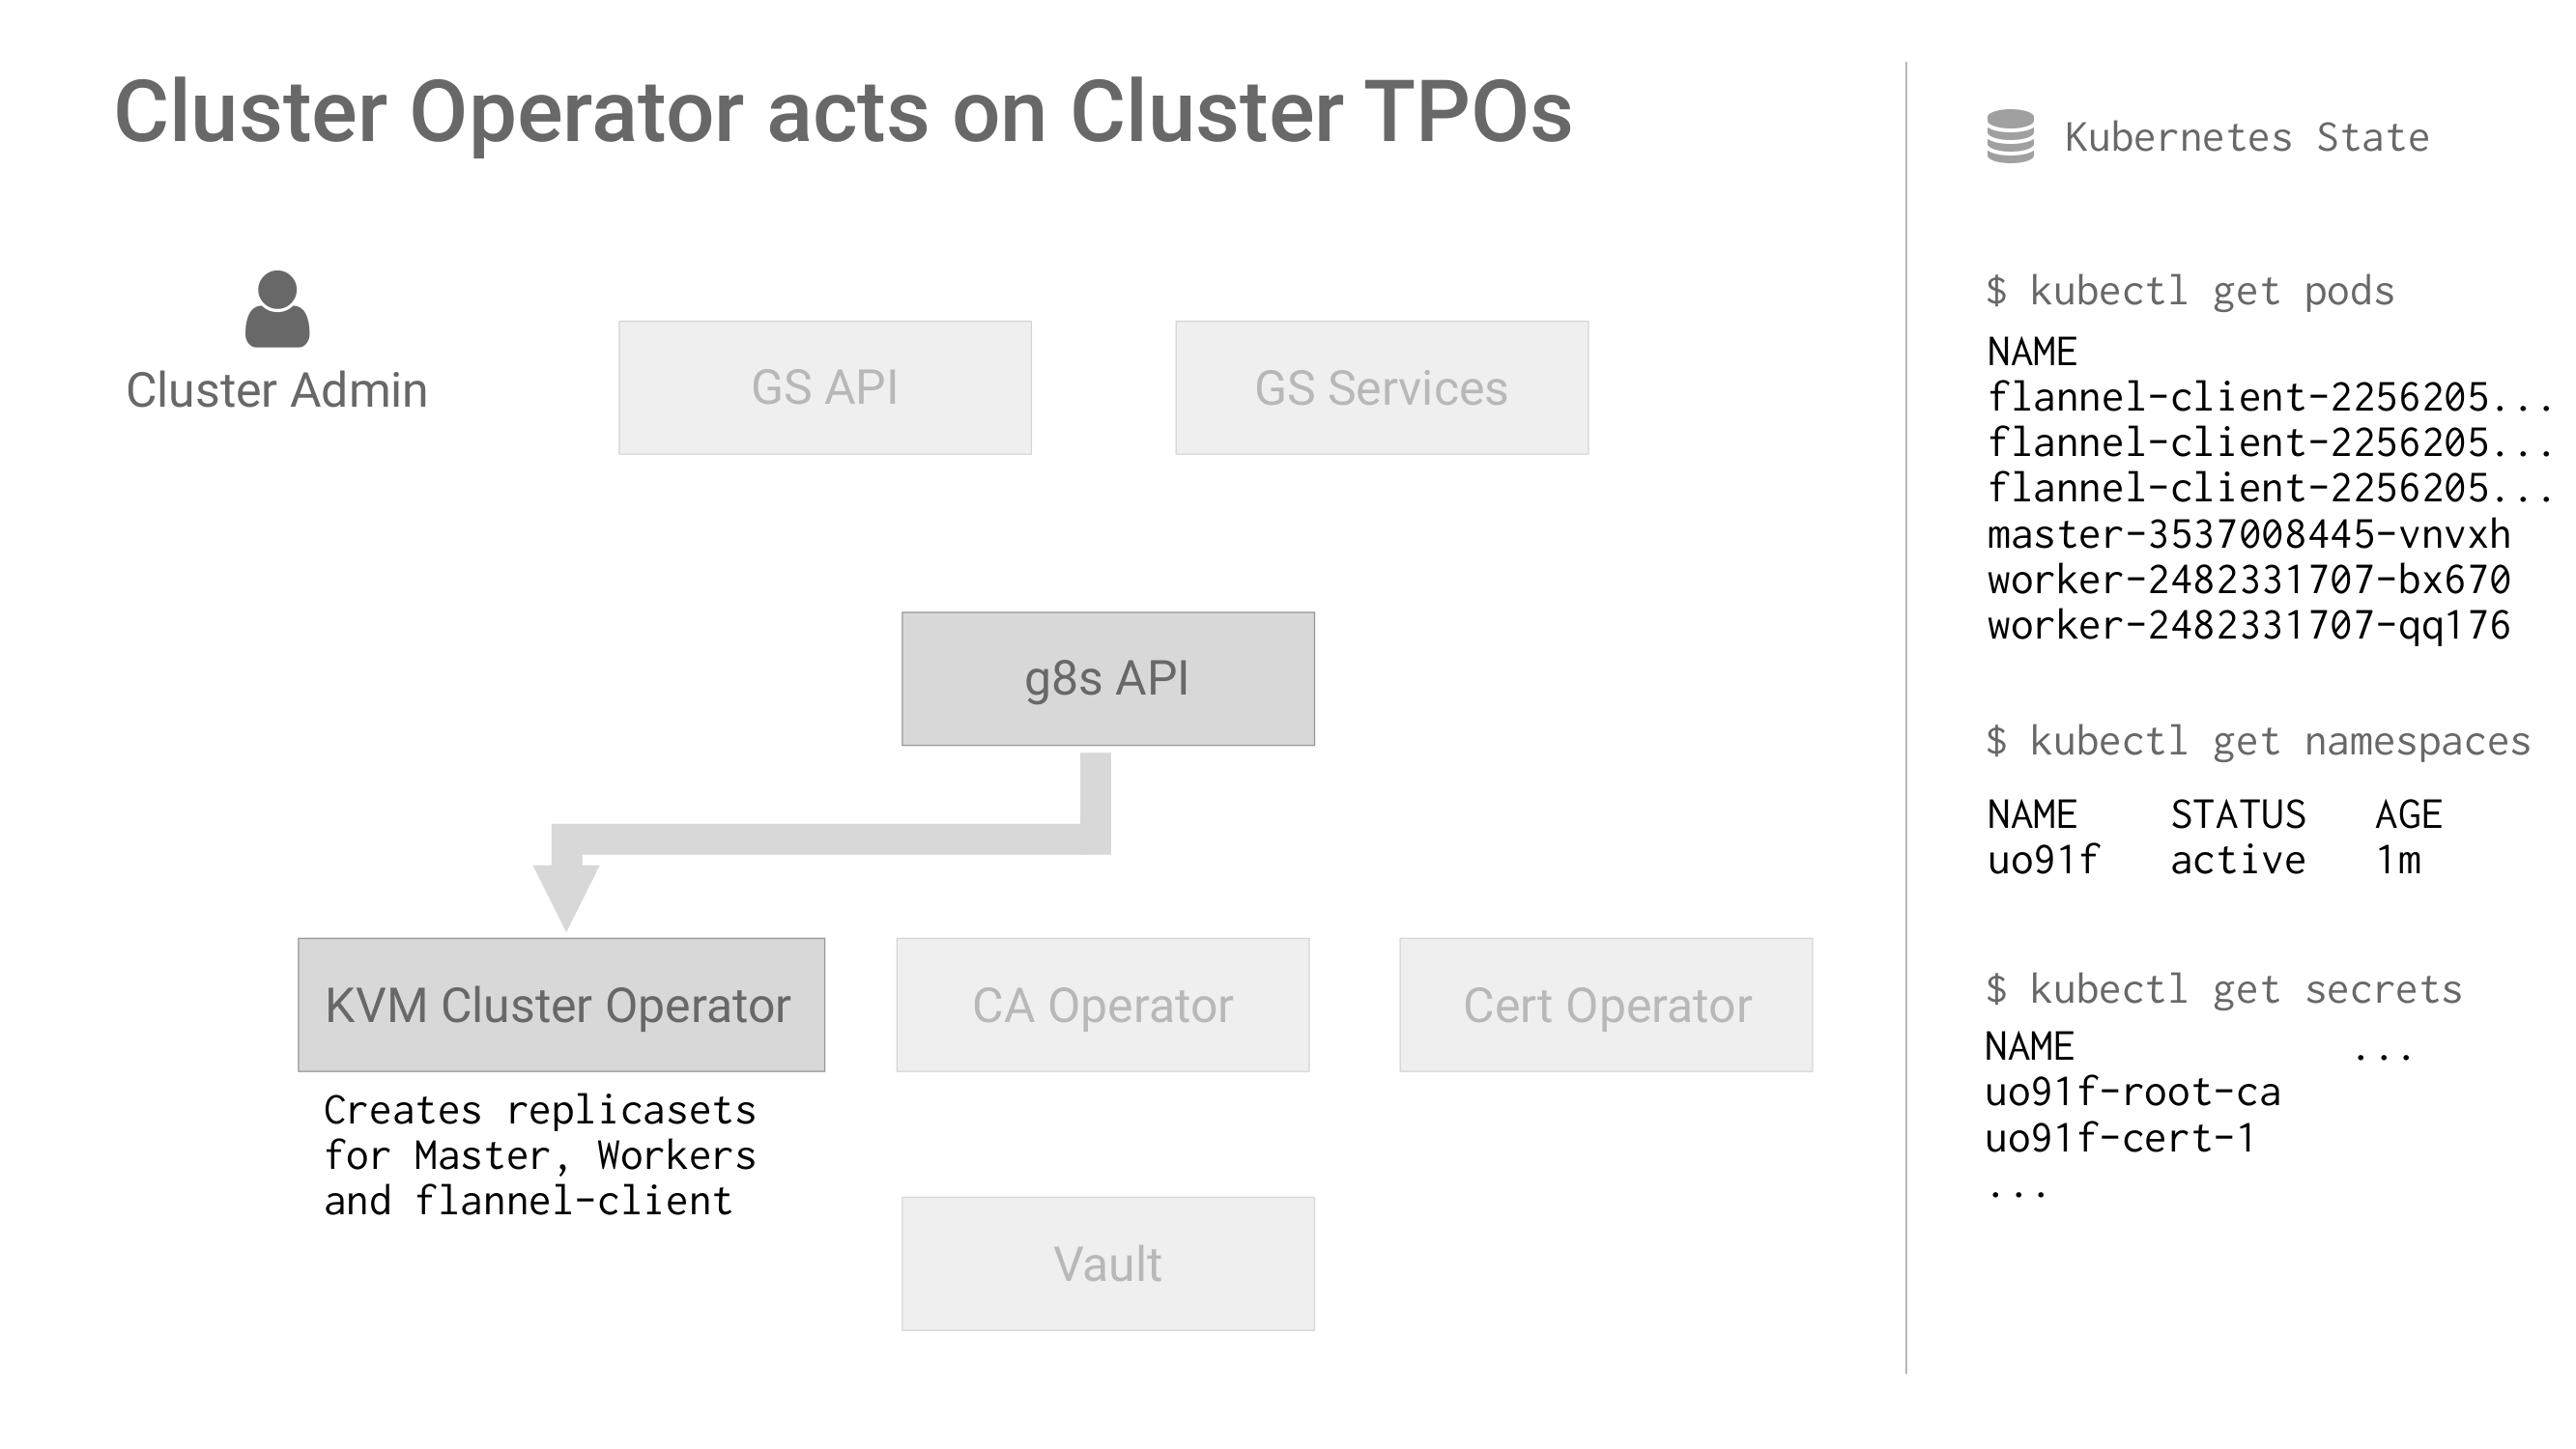 Cluster Operator acts on Cluster TPOs
Cluster Admin
GS API
GS Services
g8s API
KVM Cluster Operator
CA Operator
Cert Operator
Creates replicasets
for Master, Workers
and flannel-client
Vault
Kubernetes State
$ kubectl get pods
NAME
flannel-client-2256205...
flannel-client-2256205...
flannel-client-2256205...
master-3537008445-vnvxh
worker-2482331707-bx670
worker-2482331707-qq176
$ kubectl get namespaces
NAME STATUS AGE
uo91f active 1m
$ kubectl get secrets
NAME ...
uo91f-root-ca
uo91f-cert-1
...